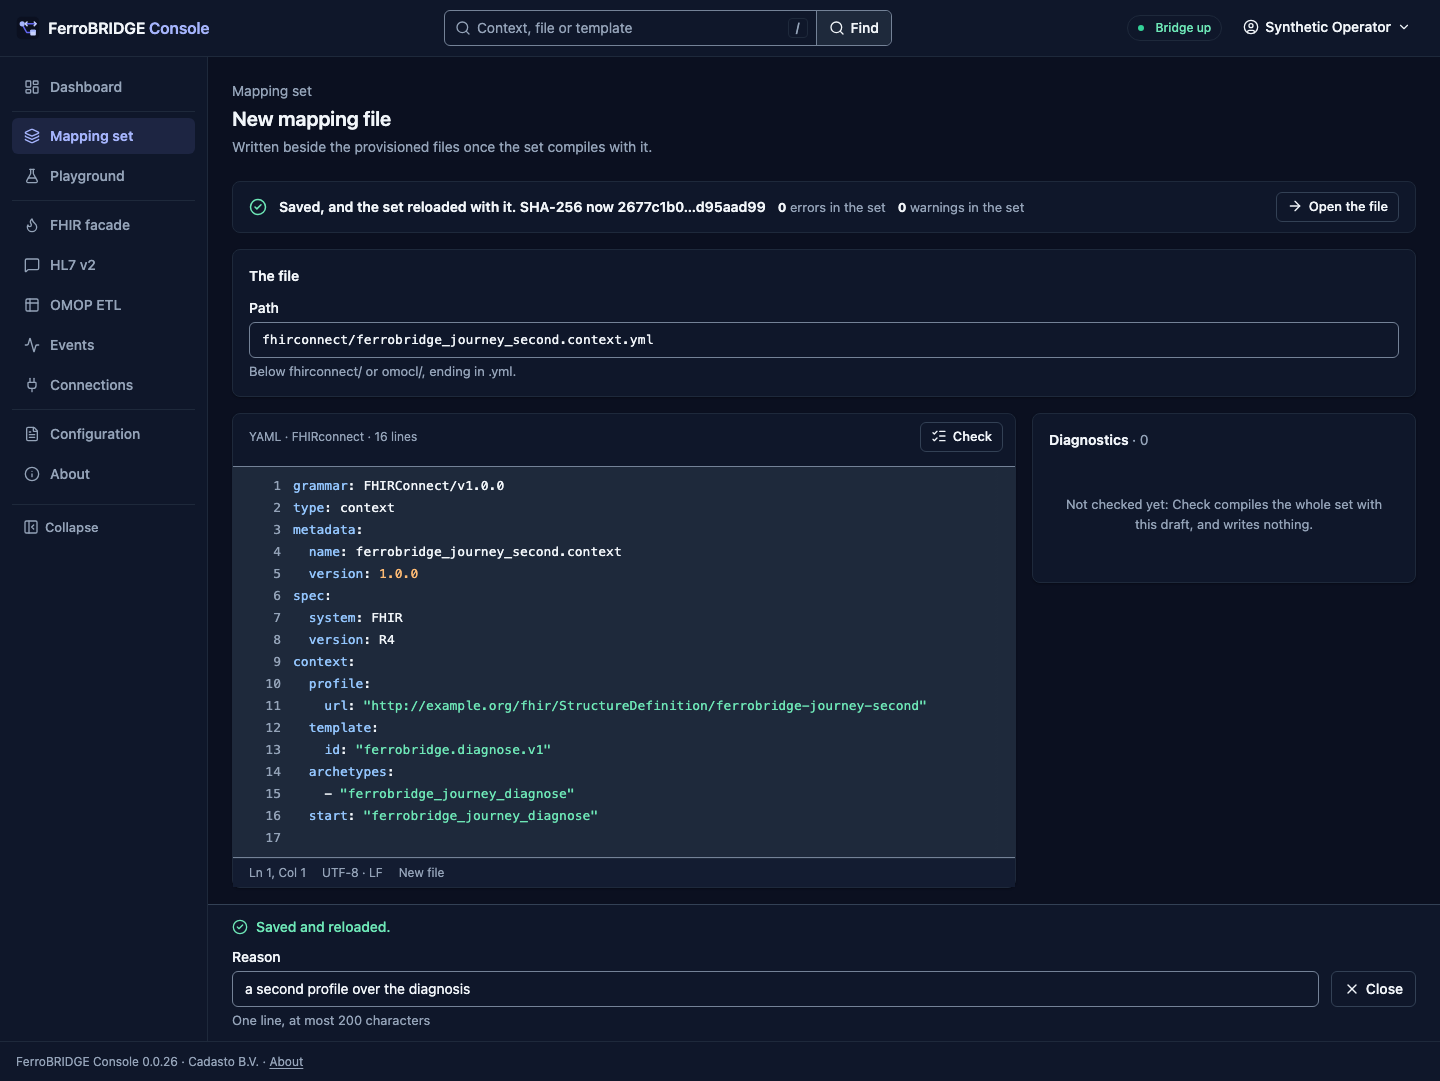 FerroBRIDGE Console
Context, file or template
/
Find
Bridge up
Synthetic Operator
Dashboard
Mapping set
Playground
FHIR facade
HL7 v2
OMOP ETL
Events
Connections
Configuration
About
Collapse
Mapping set
New mapping file
Written beside the provisioned files once the set compiles with it.
Saved, and the set reloaded with it. SHA-256 now 2677c1b0...d95aad99 0 errors in the set 0 warnings in the set
Open the file
The file
Path
fhirconnect/ferrobridge_journey_second.context.yml
Below fhirconnect/ or omocl/, ending in .yml.
YAML · FHIRconnect · 16 lines
Check
1 grammar: FHIRConnect/v1.0.0
2 type: context
3 metadata:
4 name: ferrobridge_journey_second.context
5 version: 1.0.0
6 spec:
7 system: FHIR
8 version: R4
9 context:
10 profile:
11 url: "http://example.org/fhir/StructureDefinition/ferrobridge-journey-second"
12 template:
13 id: "ferrobridge.diagnose.v1"
14 archetypes:
15 - "ferrobridge_journey_diagnose"
16 start: "ferrobridge_journey_diagnose"
17
Ln 1, Col 1 UTF-8 · LF New file
Diagnostics · 0
Not checked yet: Check compiles the whole set with
this draft, and writes nothing.
Saved and reloaded.
Reason
a second profile over the diagnosis
Close
One line, at most 200 characters
FerroBRIDGE Console 0.0.26 · Cadasto B.V. · About